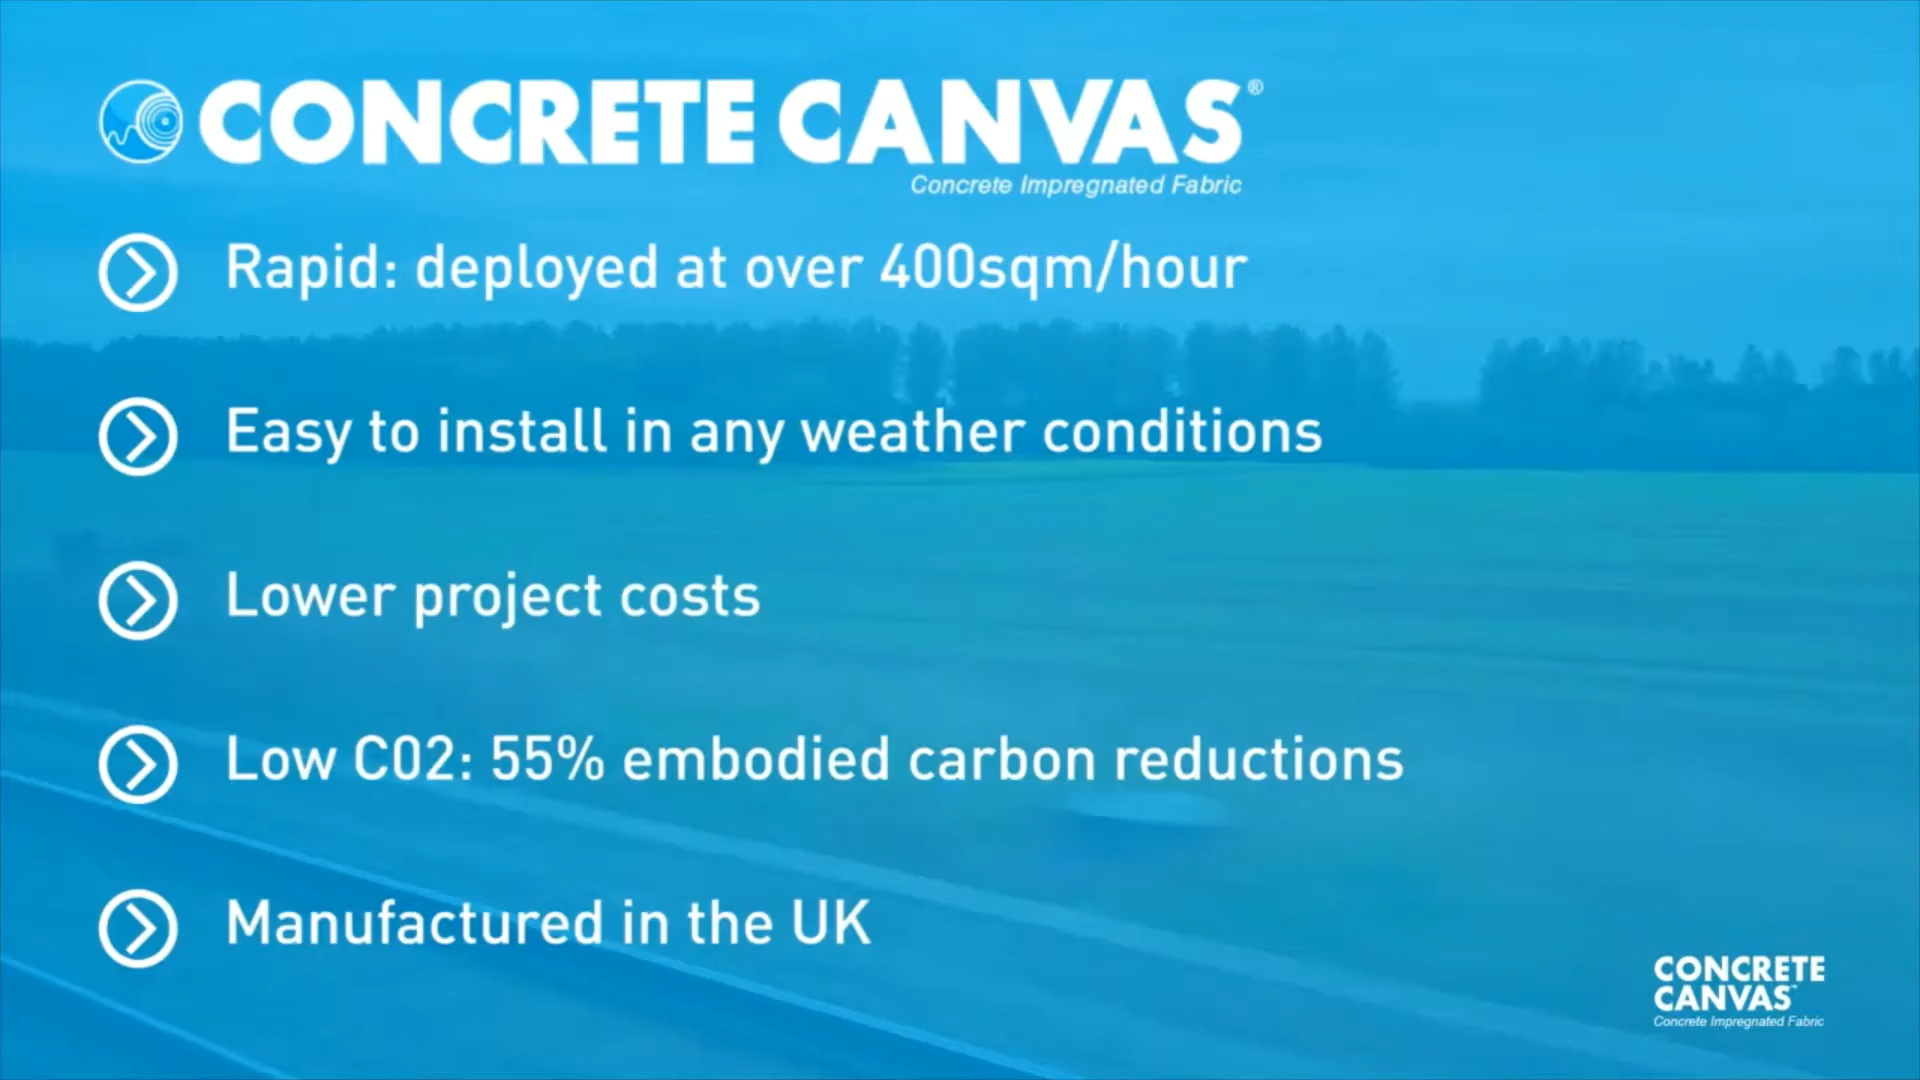 CONCRETE CANVAS®
Concrete Impregnated Fabric
Rapid: deployed at over 400sqm/hour
Easy to install in any weather conditions
Lower project costs
Low C02: 55% embodied carbon reductions
Manufactured in the UK
CONCRETE
CANVAS™
Concrete Impregnated Fabric